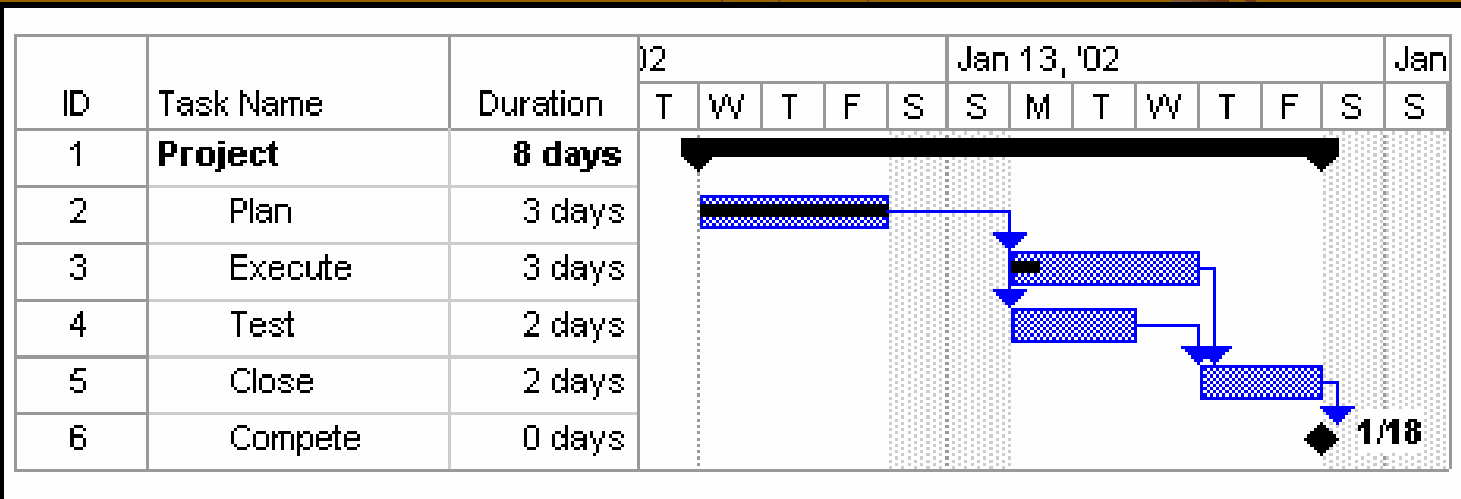 02 Jan 13, '02 Jan
ID Task Name Duration T W T F S S M T W T F S S
1 Project 8 days
2 Plan 3 days
3 Execute 3 days
4 Test 2 days
5 Close 2 days
6 Compete 0 days 1/18